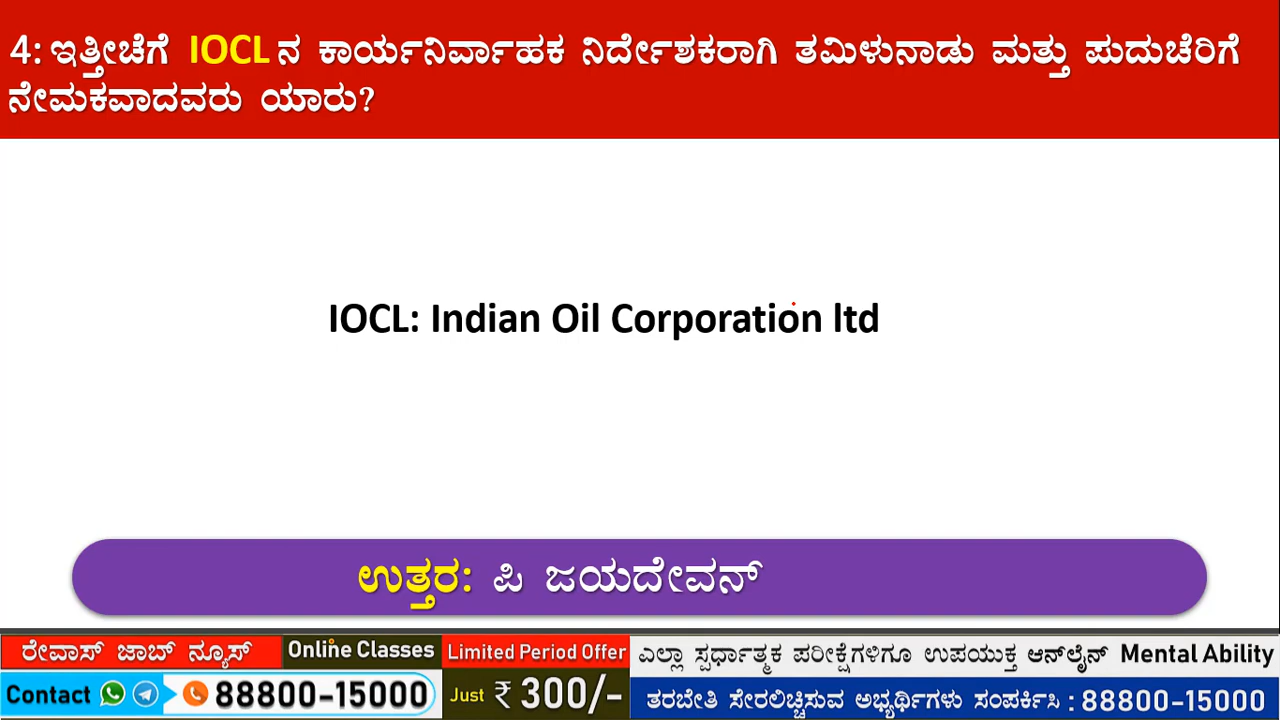 4: ಇತ್ತೀಚೆಗೆ IOCL ನ ಕಾರ್ಯನಿರ್ವಾಹಕ ನಿರ್ದೇಶಕರಾಗಿ ತಮಿಳುನಾಡು ಮತ್ತು ಪುದುಚೆರಿಗೆ
ನೇಮಕವಾದವರು ಯಾರು?
IOCL: Indian Oil Corporation ltd
ಉತ್ತರ: ಪಿ ಜಯದೇವನ್
ರೇವಾಸ್ ಜಾಬ್ ನ್ಯೂಸ್ Online Classes Limited Period Offer ಎಲ್ಲಾ ಸ್ಪರ್ಧಾತ್ಮಕ ಪರೀಕ್ಷೆಗಳಿಗೂ ಉಪಯುಕ್ತ ಆನ್‌ಲೈನ್ Mental Ability
Contact 88800-15000 Just ₹ 300/- ತರಬೇತಿ ಸೇರಲಿಚ್ಚಿಸುವ ಅಭ್ಯರ್ಥಿಗಳು ಸಂಪರ್ಕಿಸಿ : 88800-15000